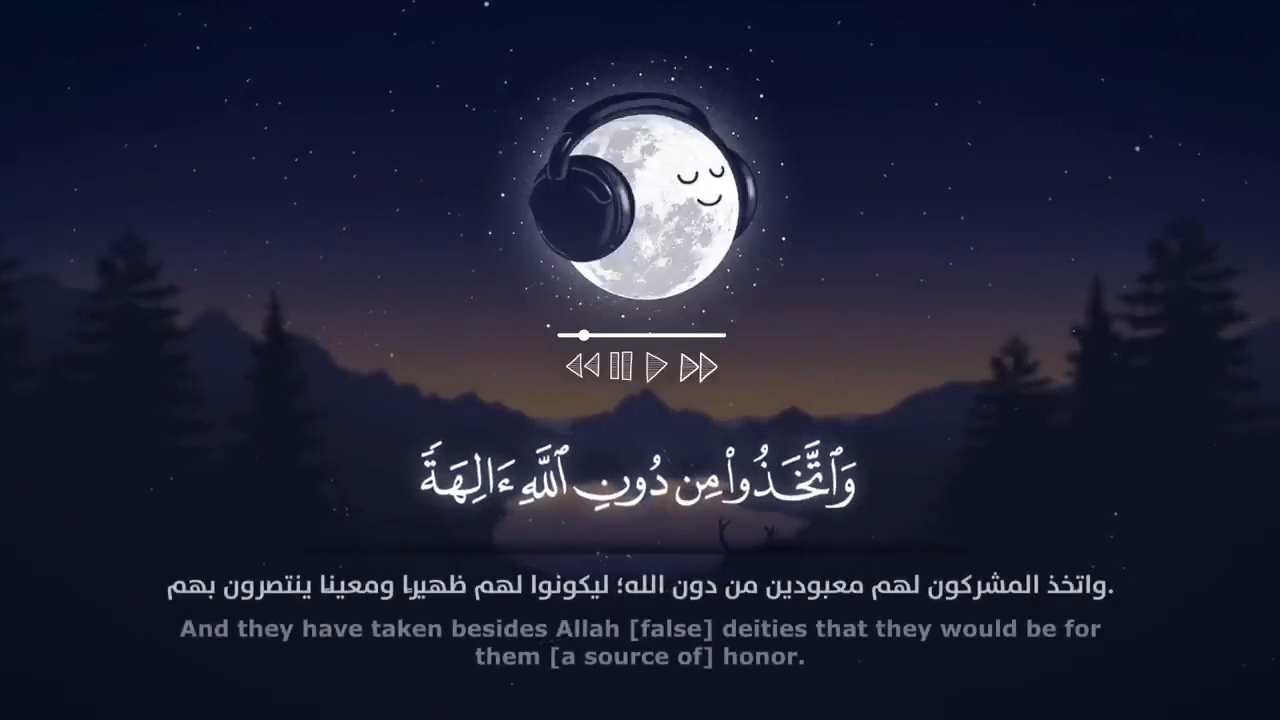 وَٱتَّخَذُوا۟ مِن دُونِ ٱللَّهِ ءَالِهَةً
واتخذ المشركون لهم معبودين من دون الله؛ ليكونوا لهم ظهيرا ومعينا ينتصرون بهم.
And they have taken besides Allah [false] deities that they would be for
them [a source of] honor.